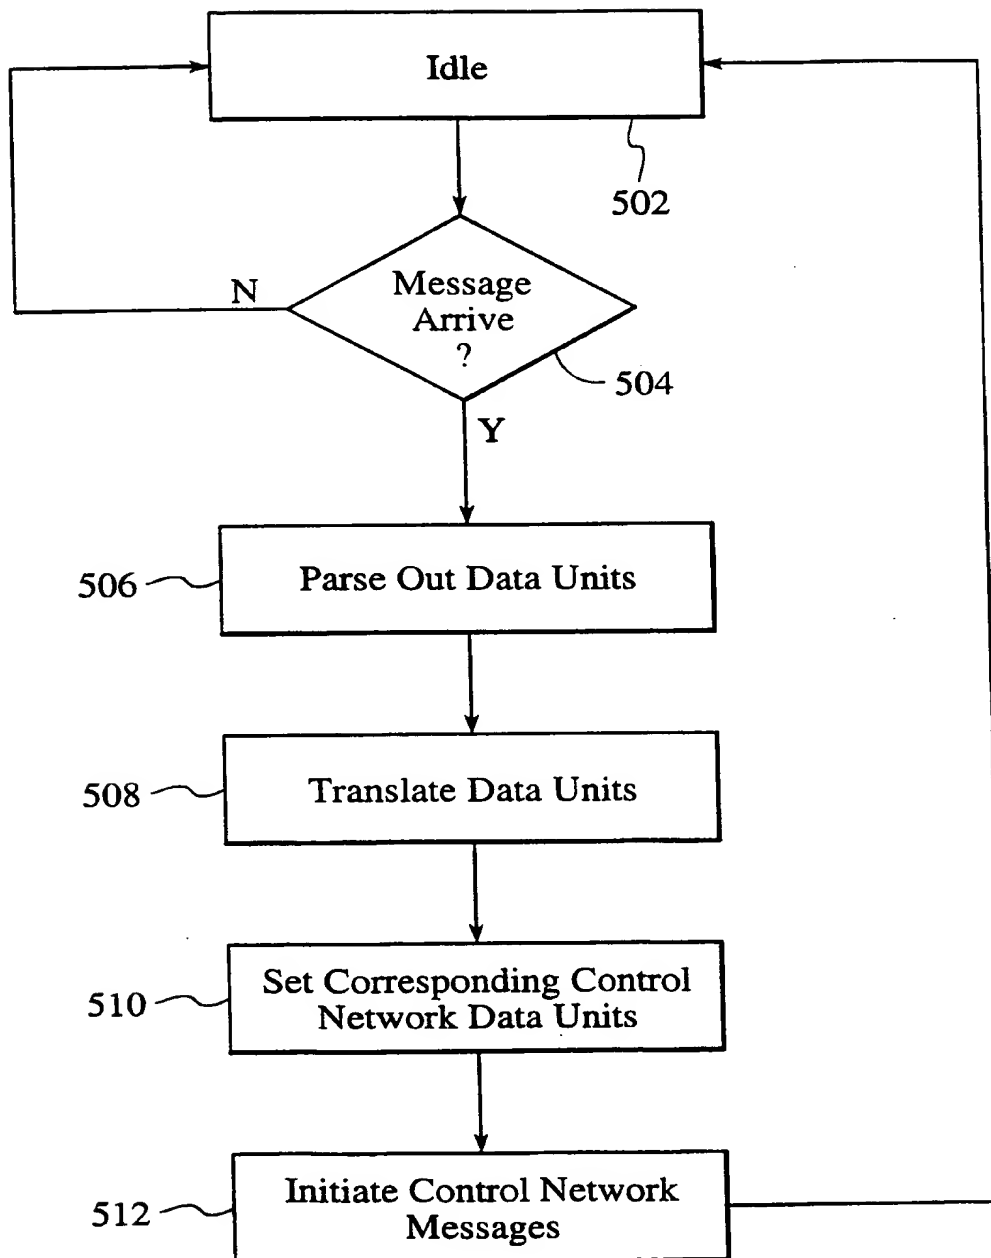 Idle
502
Message
Arrive
?
N
504
Y
506
Parse Out Data Units
508
Translate Data Units
510
Set Corresponding Control
Network Data Units
512
Initiate Control Network
Messages